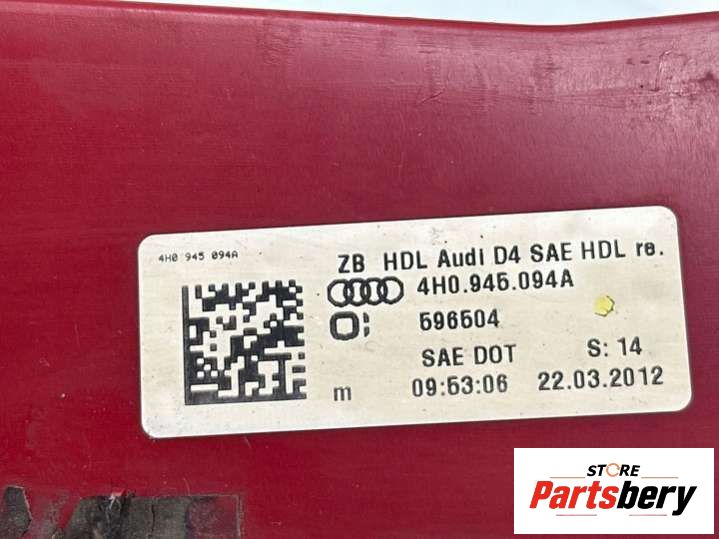 4H0 945 094A
ZB HDL Audi D4 SAE HDL re.
4H0.945.094A
596504
SAE DOT S: 14
m 09:53:06 22.03.2012
STORE
Partsbery